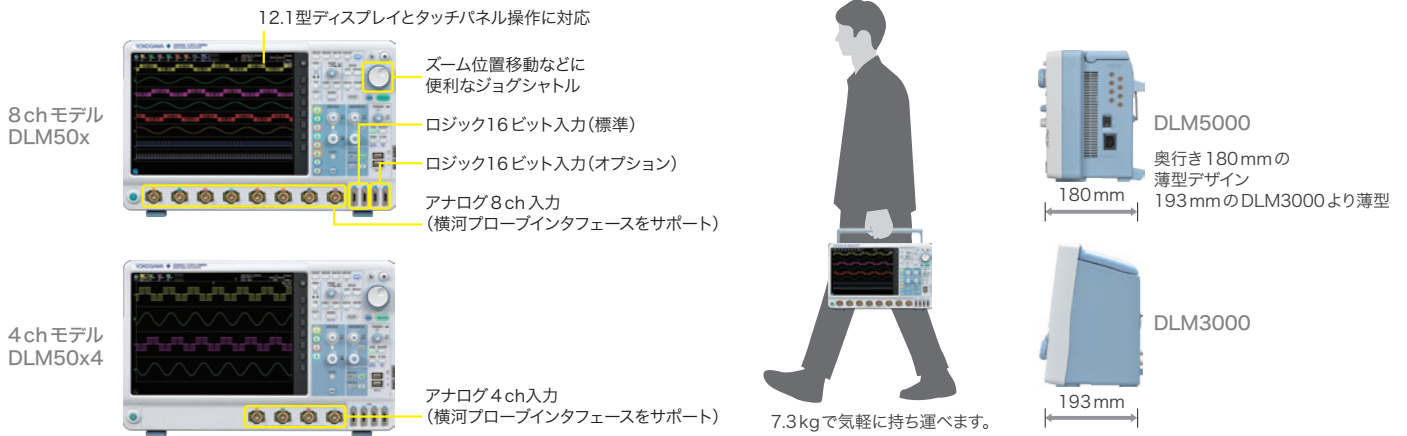 12.1型ディスプレイとタッチパネル操作に対応
YOKOGAWA
ズーム位置移動などに
便利なジョグシャトル
8chモデル
DLM50x
ロジック16ビット入力(標準)
ロジック16ビット入力(オプション)
アナログ8ch入力
(横河プローブインタフェースをサポート)
YOKOGAWA
4chモデル
DLM50x4
アナログ4ch入力
(横河プローブインタフェースをサポート)
7.3kgで気軽に持ち運べます。
DLM5000
奥行き180mmの
薄型デザイン
193mmのDLM3000より薄型
180mm
DLM3000
193mm